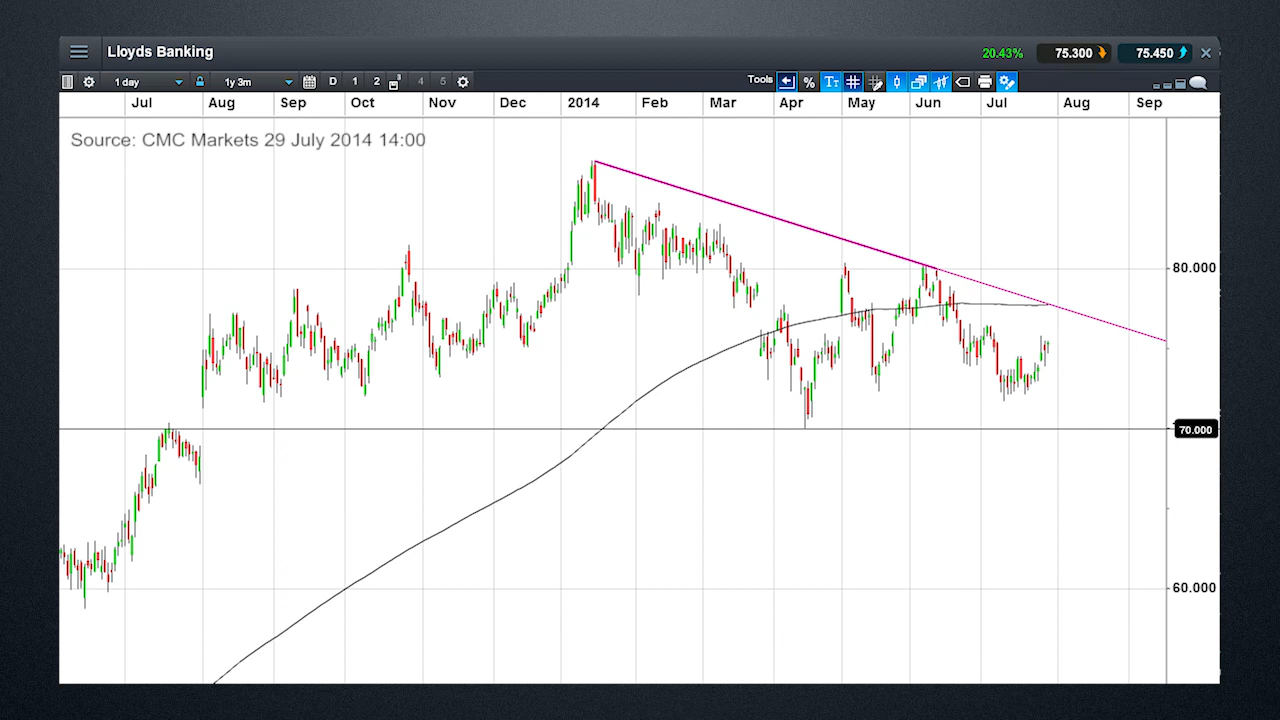 Lloyds Banking 20.43% 75.300 75.450
1 day 1y 3m D 1 2 3 4 5 Tools % TT
Jul Aug Sep Oct Nov Dec 2014 Feb Mar Apr May Jun Jul Aug Sep
Source: CMC Markets 29 July 2014 14:00
80.000
70.000
60.000